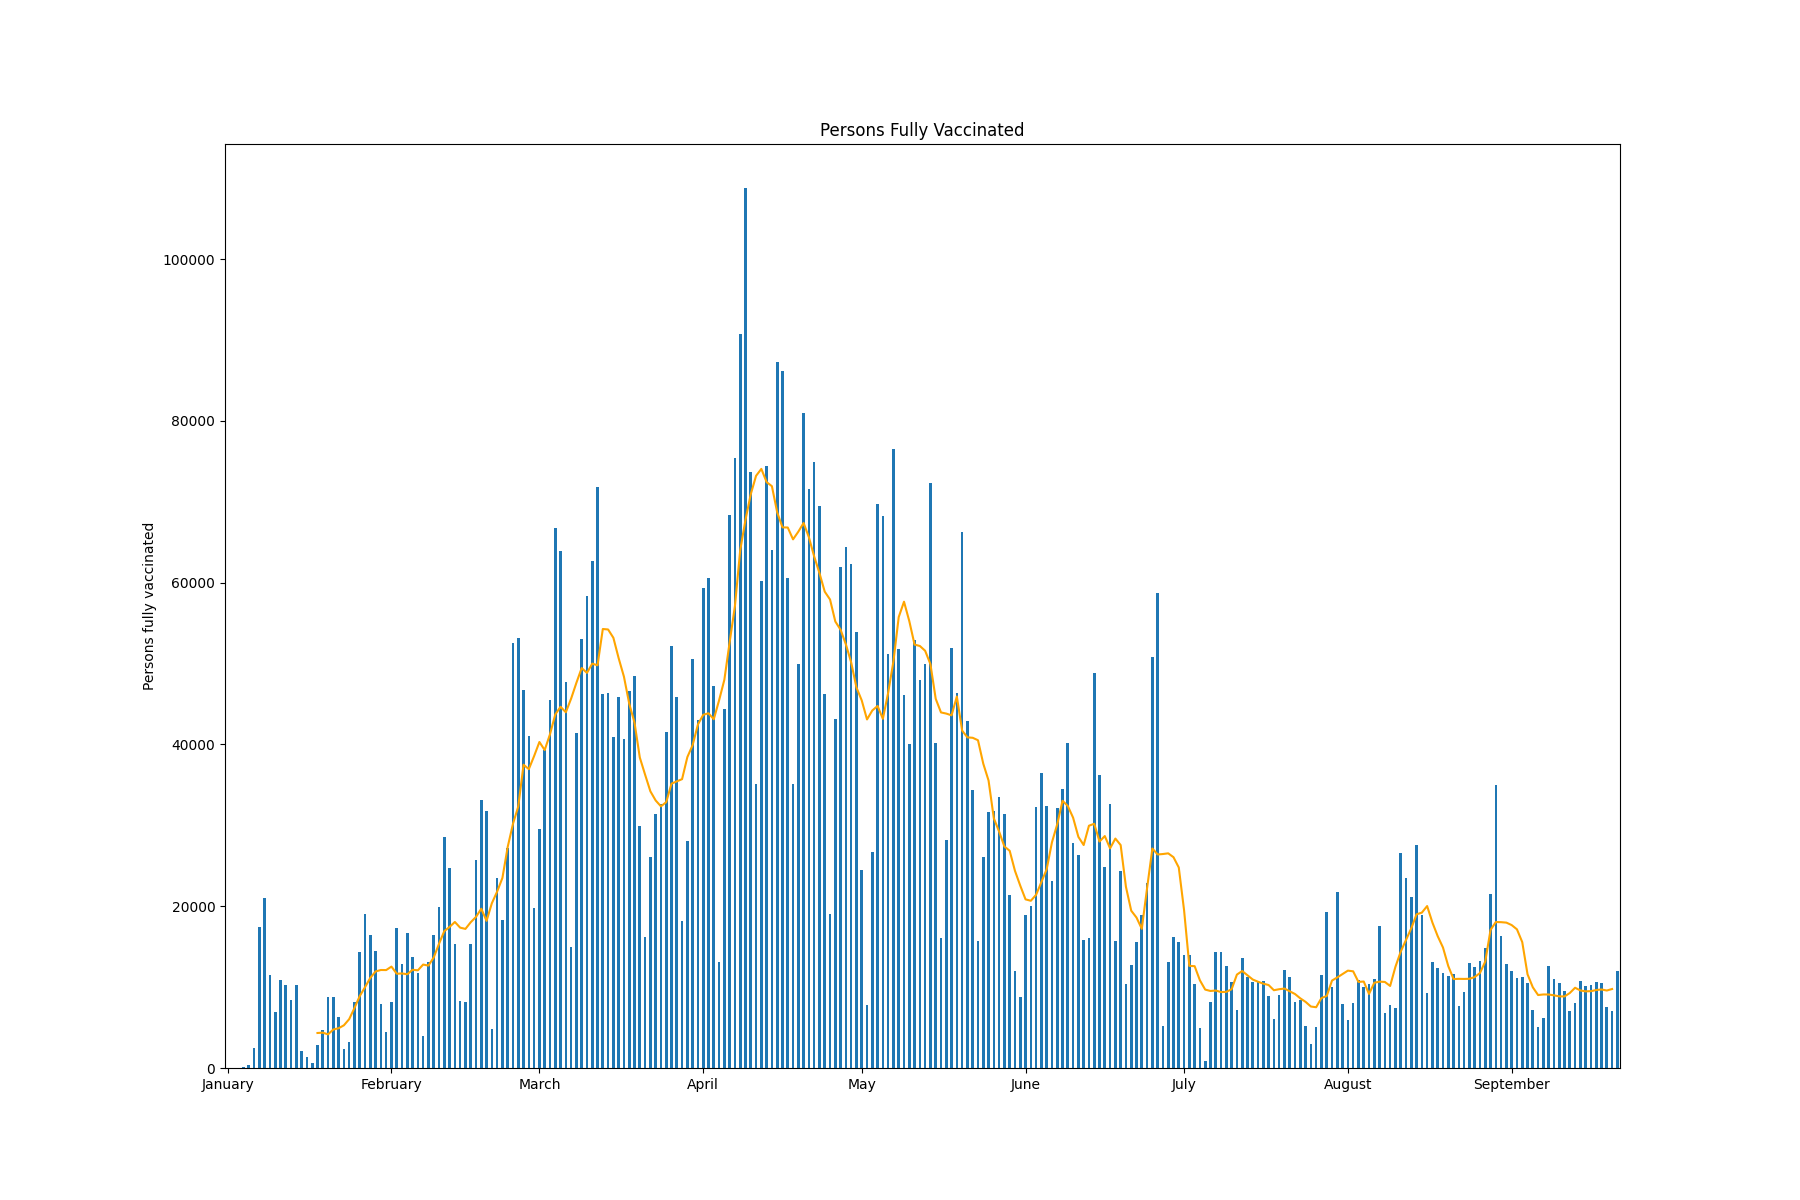 Persons Fully Vaccinated
Persons fully vaccinated
100000
80000
60000
40000
20000
0
January February March April May June July August September